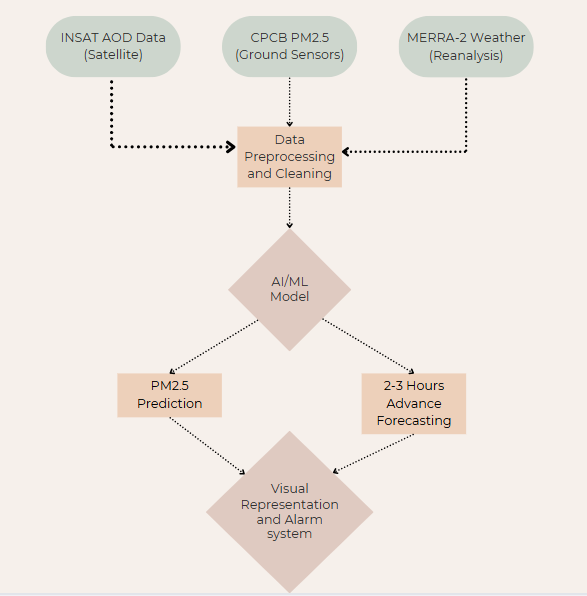 INSAT AOD Data
(Satellite)
CPCB PM2.5
(Ground Sensors)
MERRA-2 Weather
(Reanalysis)
Data
Preprocessing
and Cleaning
AI/ML
Model
PM2.5
Prediction
2-3 Hours
Advance
Forecasting
Visual
Representation
and Alarm
system